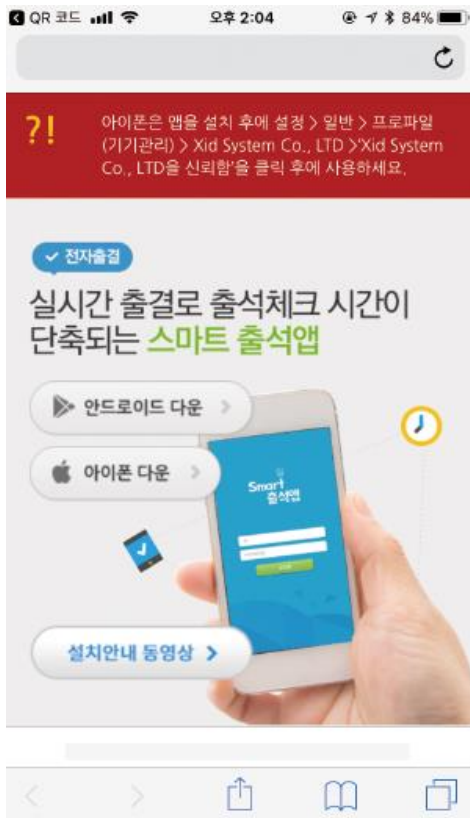 QR 코드
오후 2:04
84%
?!
아이폰은 맵을 설치 후에 설정 > 일반 > 프로파일
(기기관리) > Xid System Co., LTD >'Xid System
Co., LTD을 신뢰함'을 클릭 후에 사용하세요.
전자출결
실시간 출결로 출석체크 시간이
단축되는 스마트 출석앱
안드로이드 다운 >
아이폰 다운 >
Smart
출석앱
설치안내 동영상 >